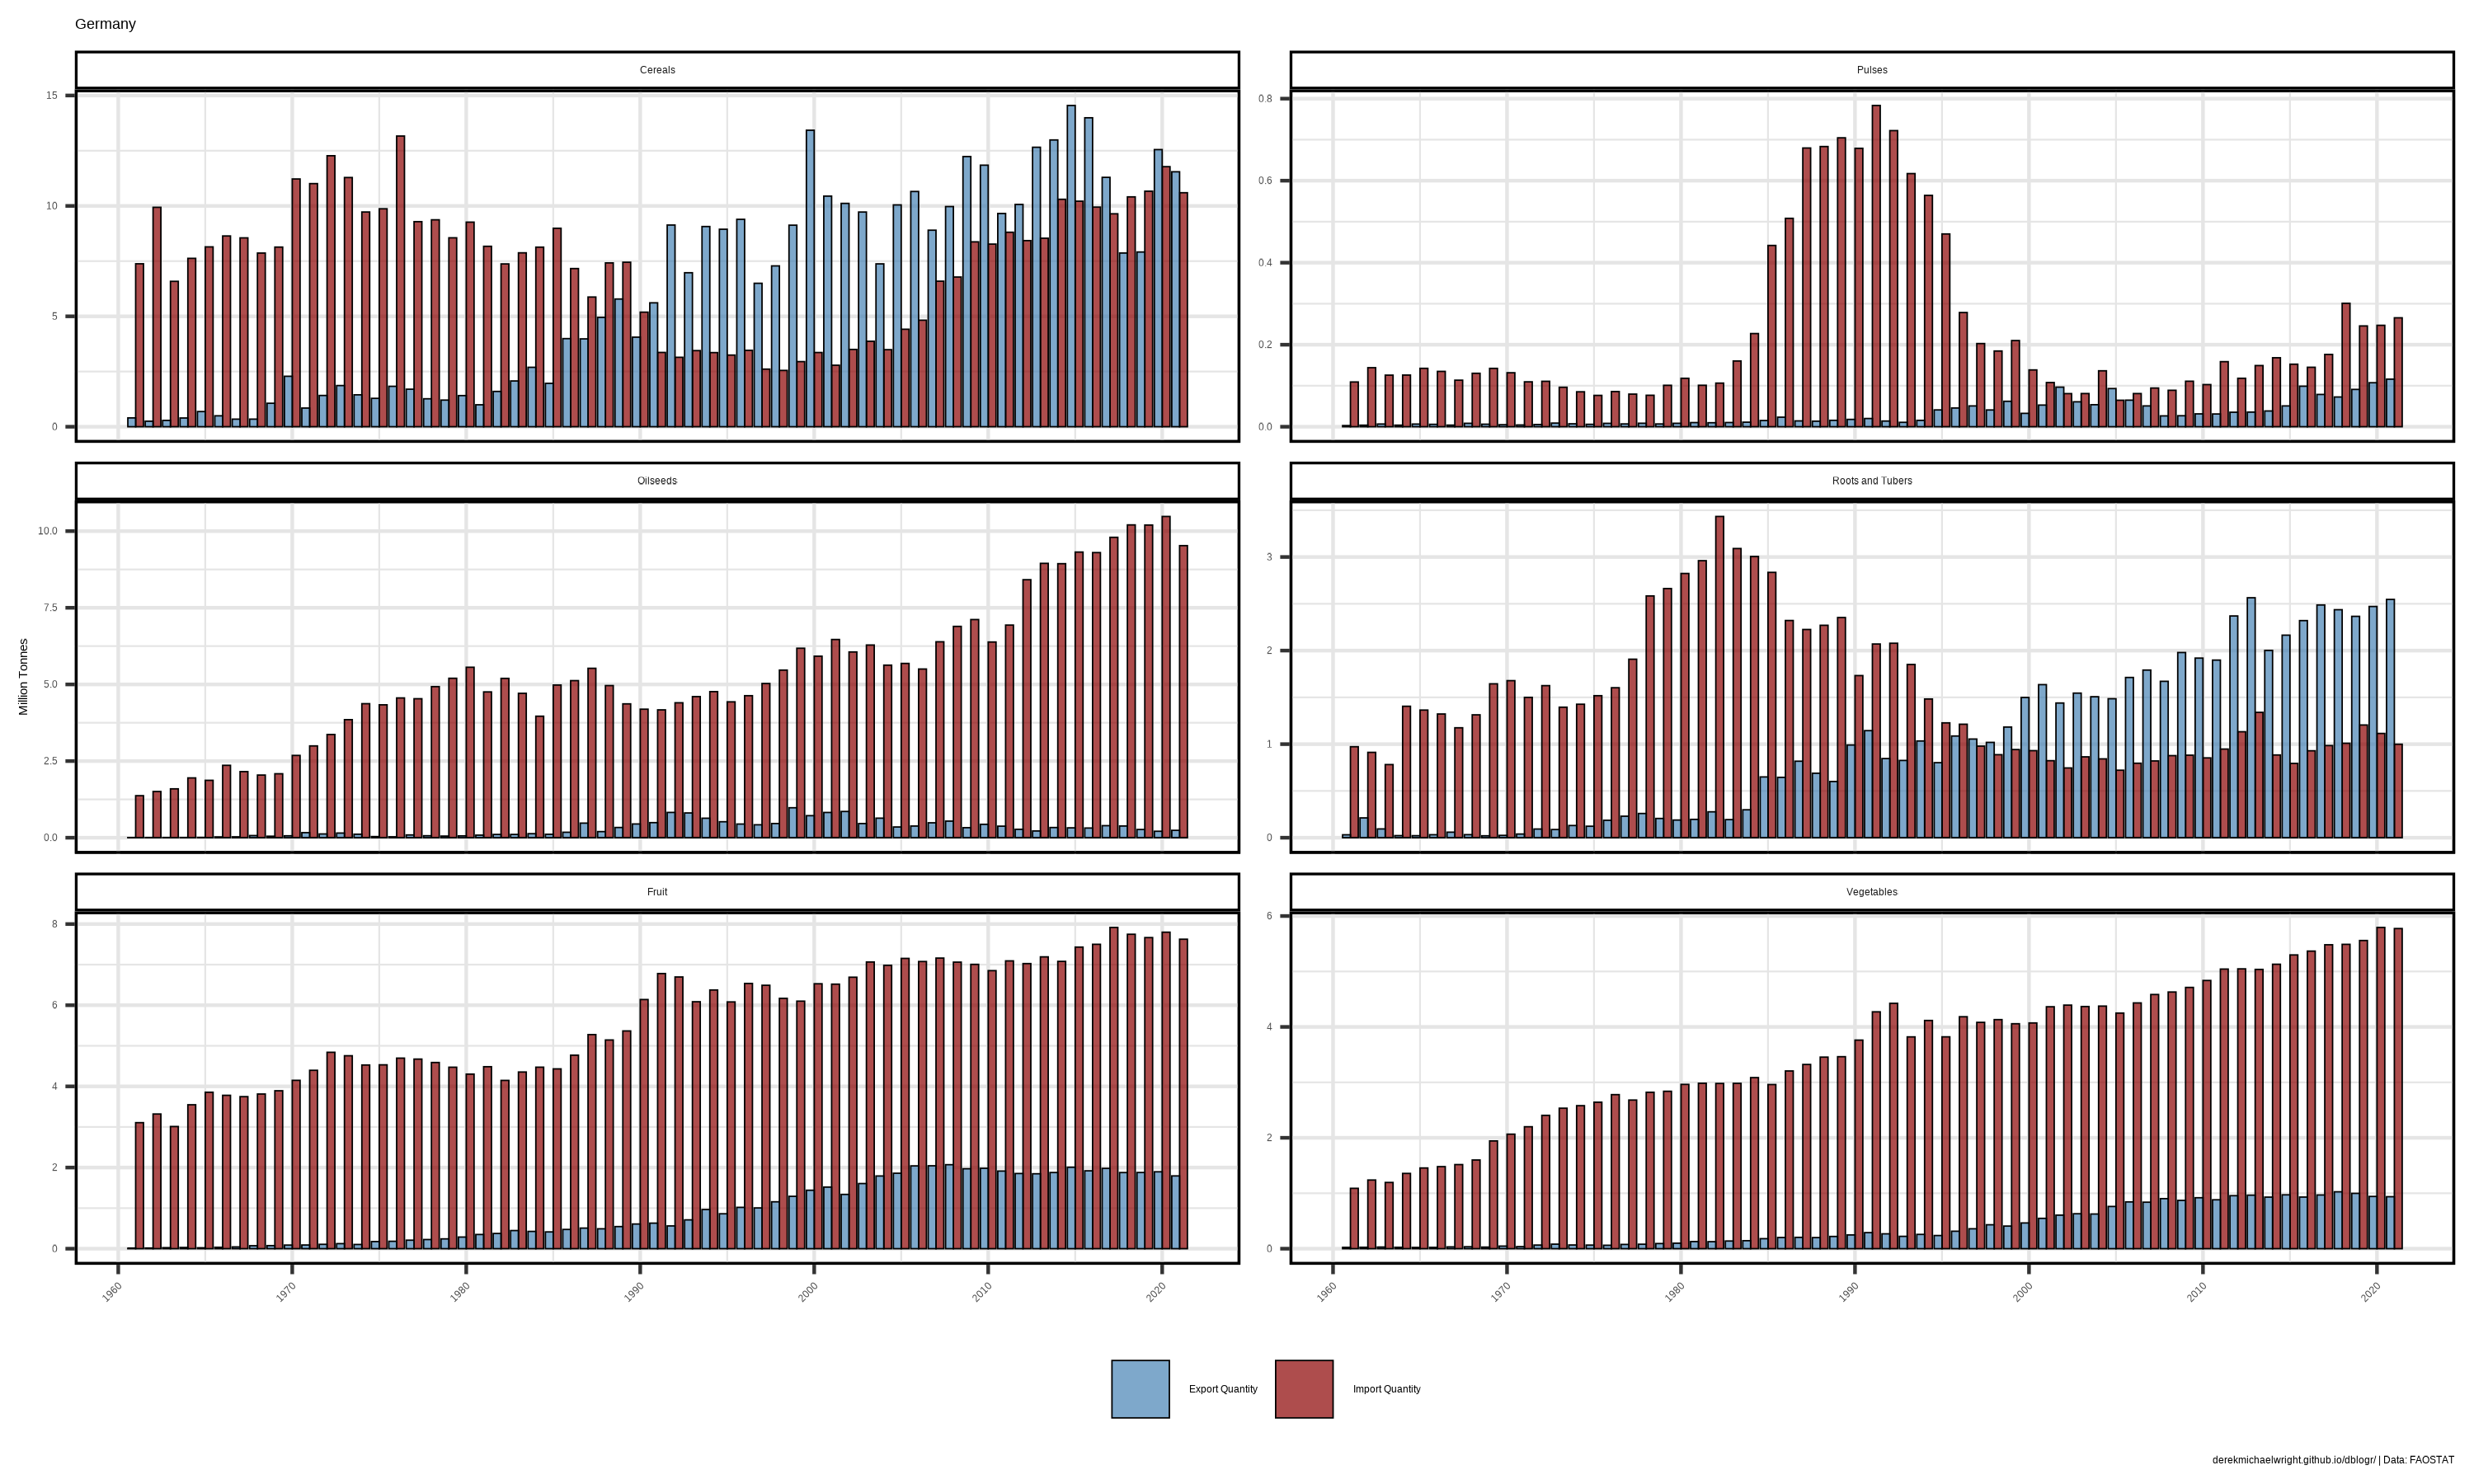 Germany
Cereals
Pulses
15
10
5
0
0.8
0.6
0.4
0.2
0.0
Oilseeds
Roots and Tubers
Million Tonnes
10.0
7.5
5.0
2.5
0.0
3
2
1
0
Fruit
Vegetables
8
6
4
2
0
6
4
2
0
1960 1970 1980 1990 2000 2010 2020
1960 1970 1980 1990 2000 2010 2020
Export Quantity Import Quantity
derekmichaelwright.github.io/dblogr/ | Data: FAOSTAT